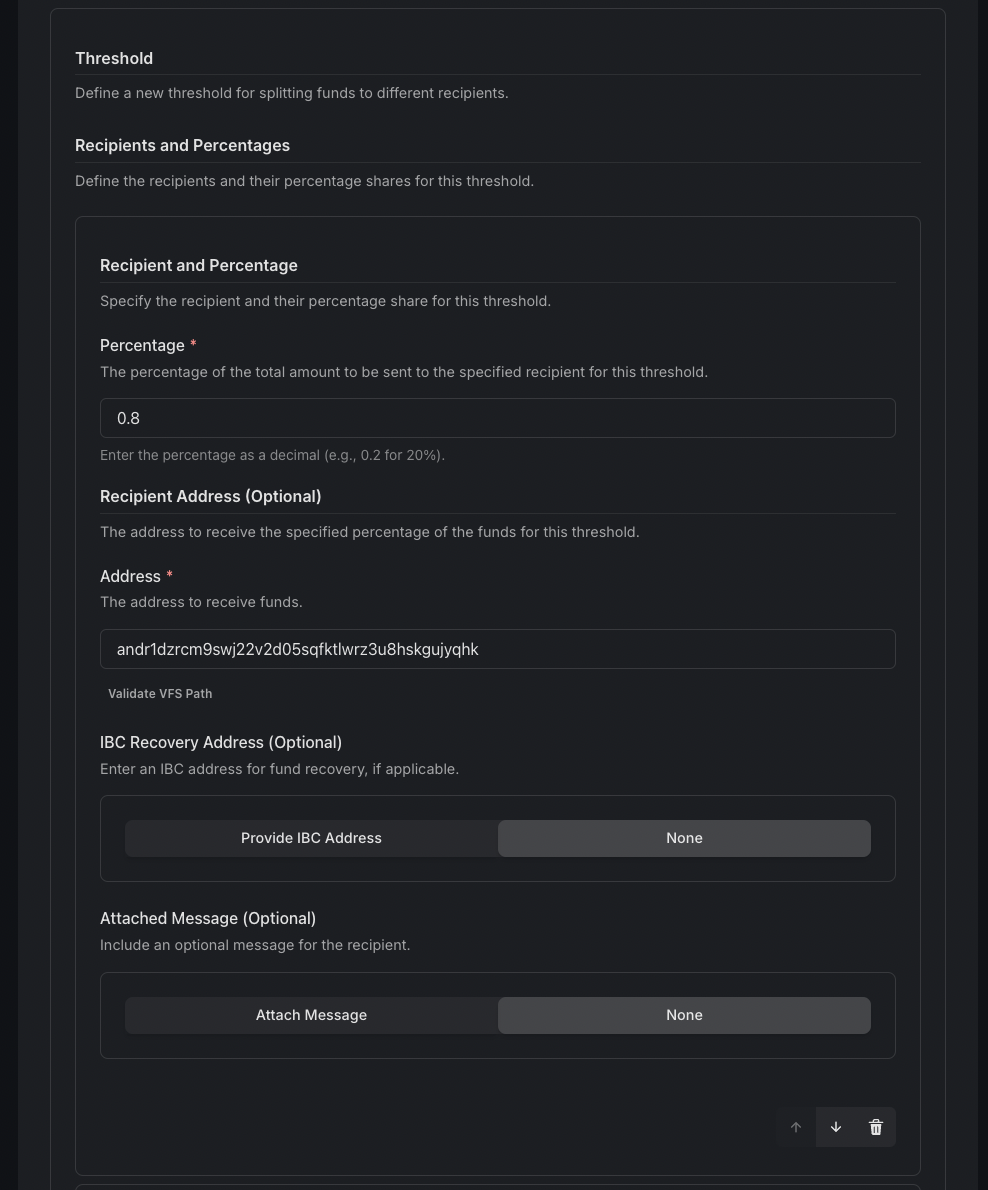 Threshold
Define a new threshold for splitting funds to different recipients.
Recipients and Percentages
Define the recipients and their percentage shares for this threshold.
Recipient and Percentage
Specify the recipient and their percentage share for this threshold.
Percentage *
The percentage of the total amount to be sent to the specified recipient for this threshold.
0.8
Enter the percentage as a decimal (e.g., 0.2 for 20%).
Recipient Address (Optional)
The address to receive the specified percentage of the funds for this threshold.
Address *
The address to receive funds.
andr1dzrcm9swj22v2d05sqfktlwrz3u8hskgujyqhk
Validate VFS Path
IBC Recovery Address (Optional)
Enter an IBC address for fund recovery, if applicable.
Provide IBC Address None
Attached Message (Optional)
Include an optional message for the recipient.
Attach Message None